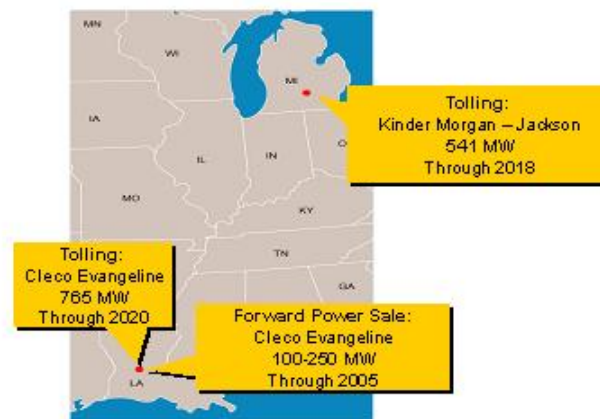 MN
WI
MI
Tolling:
Kinder Morgan – Jackson
541 MW
Through 2018
IA
IL
IN
O
MO
KY
Tolling:
Cleco Evangeline
765 MW
Through 2020
TN
GA
Forward Power Sale:
Cleco Evangeline
100-250 MW
Through 2005
LA